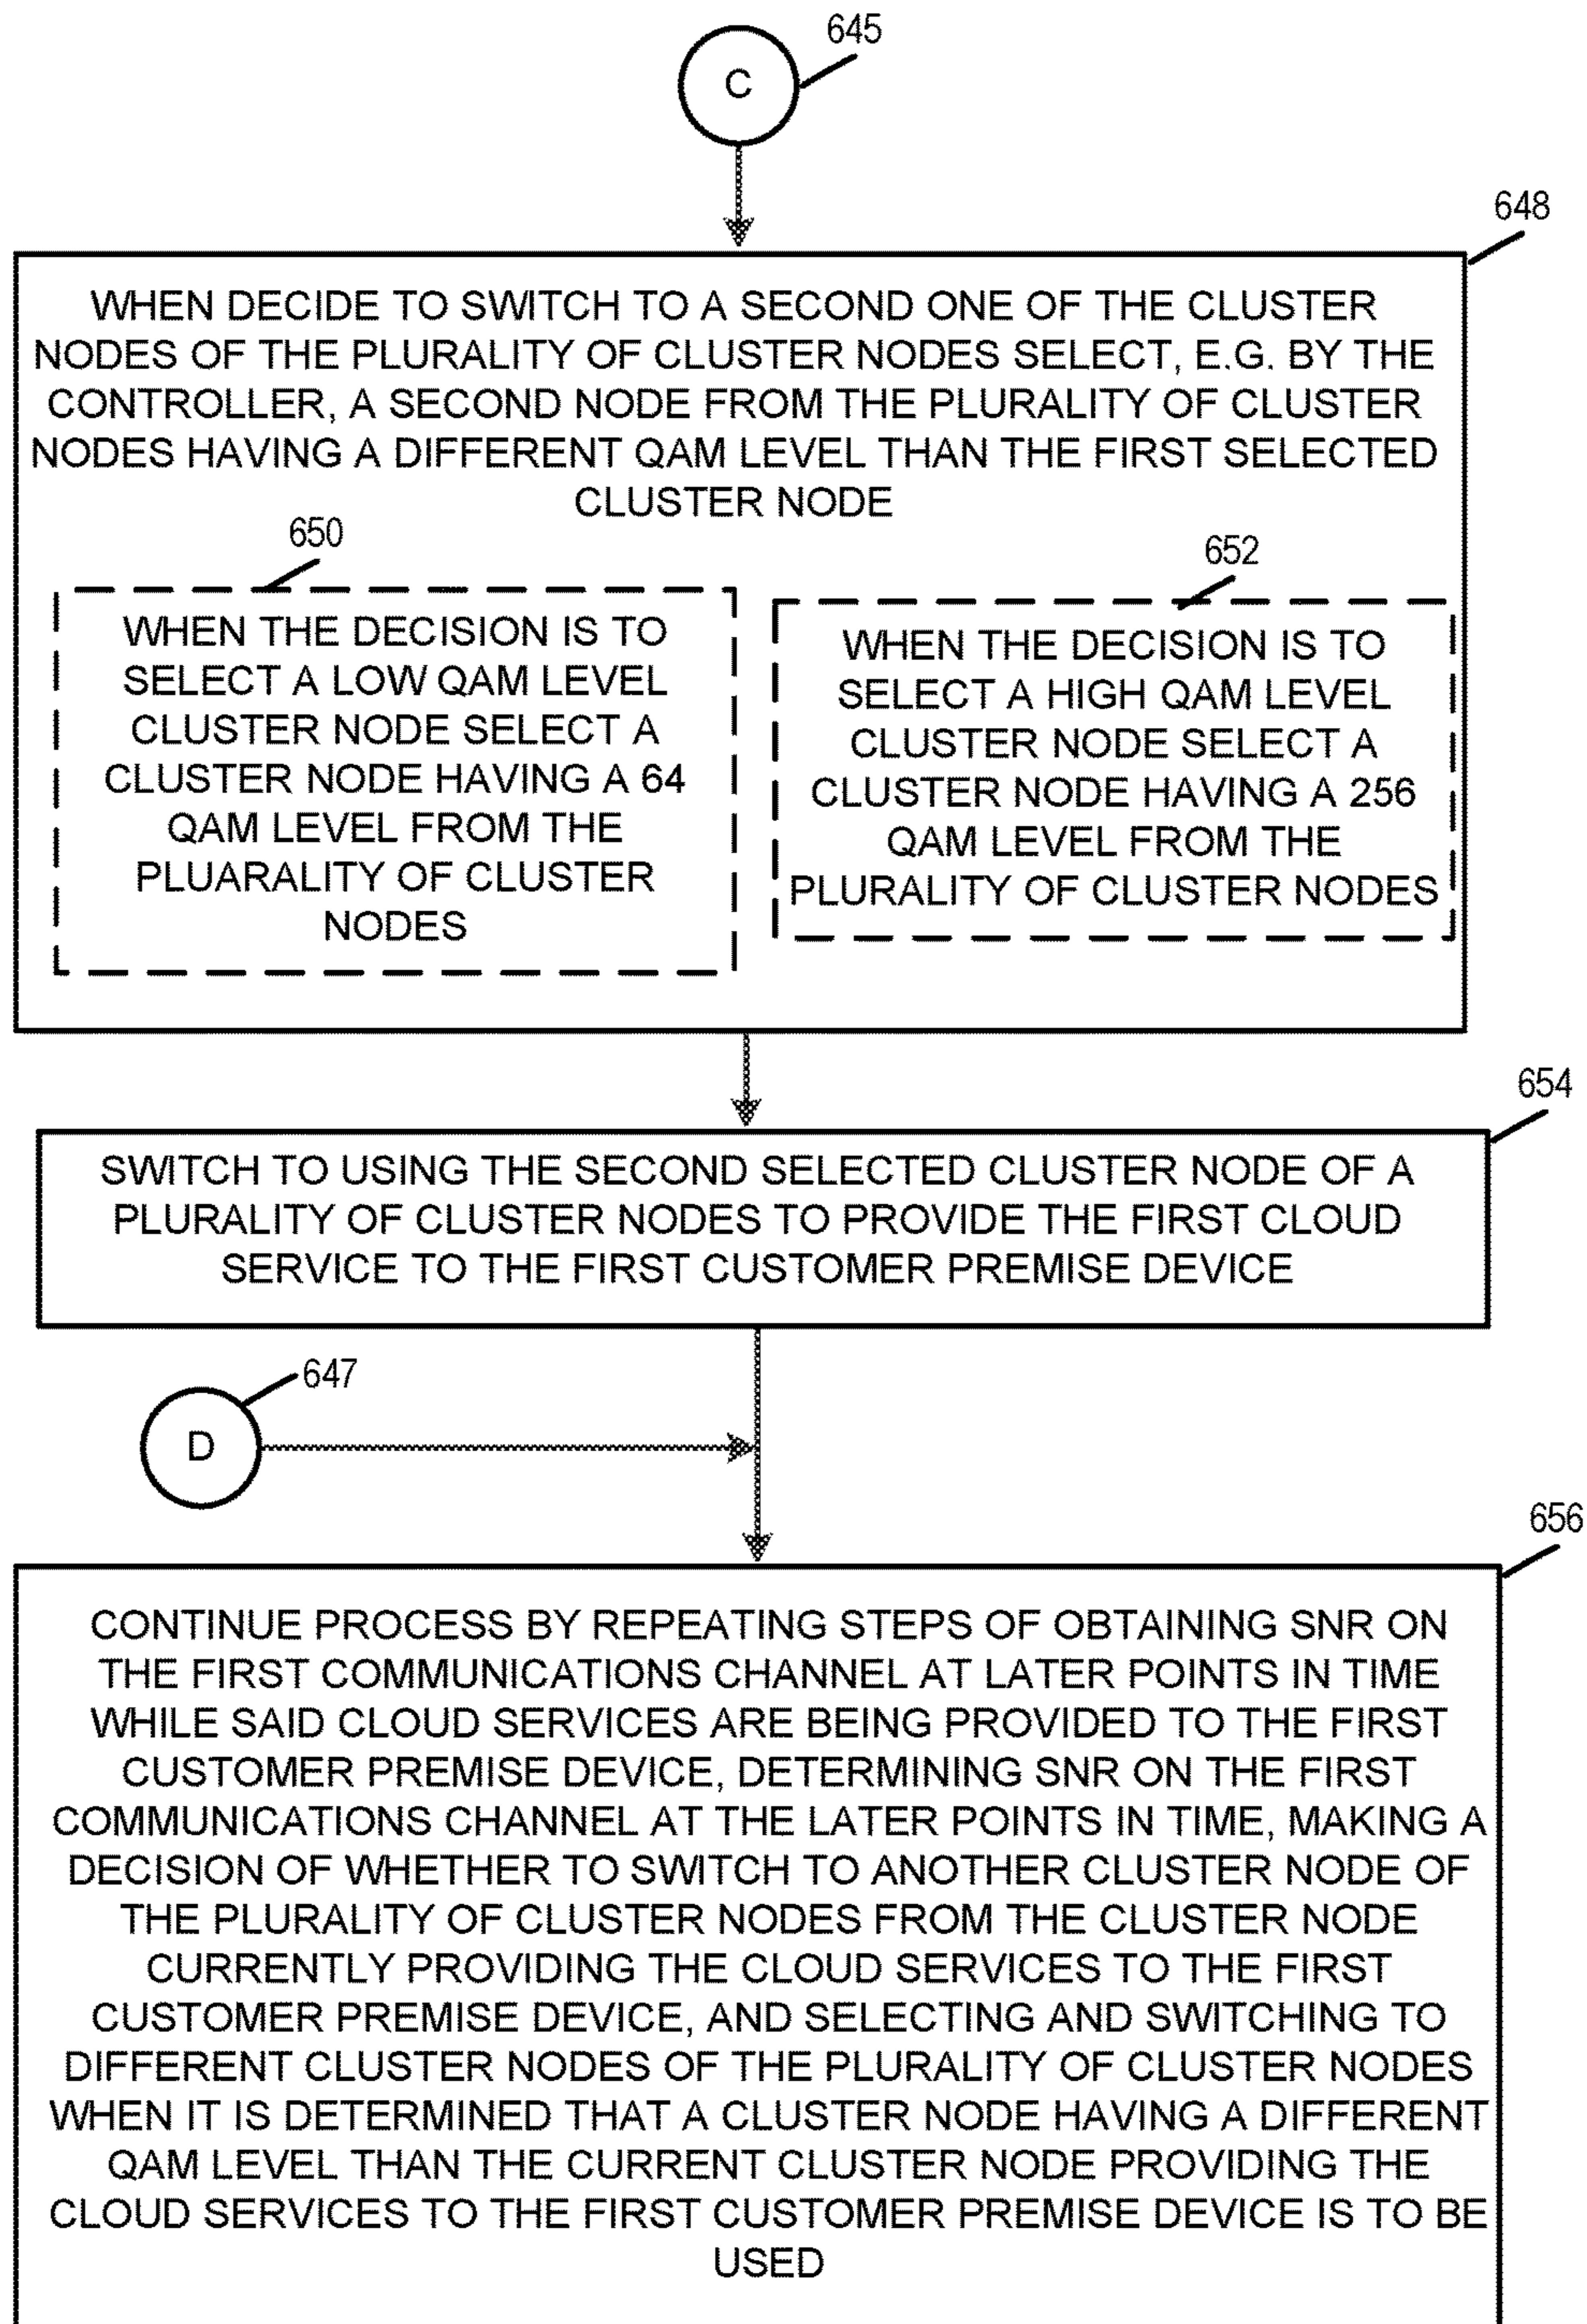 645
C
648
WHEN DECIDE TO SWITCH TO A SECOND ONE OF THE CLUSTER
NODES OF THE PLURALITY OF CLUSTER NODES SELECT, E.G. BY THE
CONTROLLER, A SECOND NODE FROM THE PLURALITY OF CLUSTER
NODES HAVING A DIFFERENT QAM LEVEL THAN THE FIRST SELECTED
CLUSTER NODE
650
WHEN THE DECISION IS TO
SELECT A LOW QAM LEVEL
CLUSTER NODE SELECT A
CLUSTER NODE HAVING A 64
QAM LEVEL FROM THE
PLUARALITY OF CLUSTER
NODES
652
WHEN THE DECISION IS TO
SELECT A HIGH QAM LEVEL
CLUSTER NODE SELECT A
CLUSTER NODE HAVING A 256
QAM LEVEL FROM THE
PLURALITY OF CLUSTER NODES
654
SWITCH TO USING THE SECOND SELECTED CLUSTER NODE OF A
PLURALITY OF CLUSTER NODES TO PROVIDE THE FIRST CLOUD
SERVICE TO THE FIRST CUSTOMER PREMISE DEVICE
647
D
656
CONTINUE PROCESS BY REPEATING STEPS OF OBTAINING SNR ON
THE FIRST COMMUNICATIONS CHANNEL AT LATER POINTS IN TIME
WHILE SAID CLOUD SERVICES ARE BEING PROVIDED TO THE FIRST
CUSTOMER PREMISE DEVICE, DETERMINING SNR ON THE FIRST
COMMUNICATIONS CHANNEL AT THE LATER POINTS IN TIME, MAKING A
DECISION OF WHETHER TO SWITCH TO ANOTHER CLUSTER NODE OF
THE PLURALITY OF CLUSTER NODES FROM THE CLUSTER NODE
CURRENTLY PROVIDING THE CLOUD SERVICES TO THE FIRST
CUSTOMER PREMISE DEVICE, AND SELECTING AND SWITCHING TO
DIFFERENT CLUSTER NODES OF THE PLURALITY OF CLUSTER NODES
WHEN IT IS DETERMINED THAT A CLUSTER NODE HAVING A DIFFERENT
QAM LEVEL THAN THE CURRENT CLUSTER NODE PROVIDING THE
CLOUD SERVICES TO THE FIRST CUSTOMER PREMISE DEVICE IS TO BE
USED